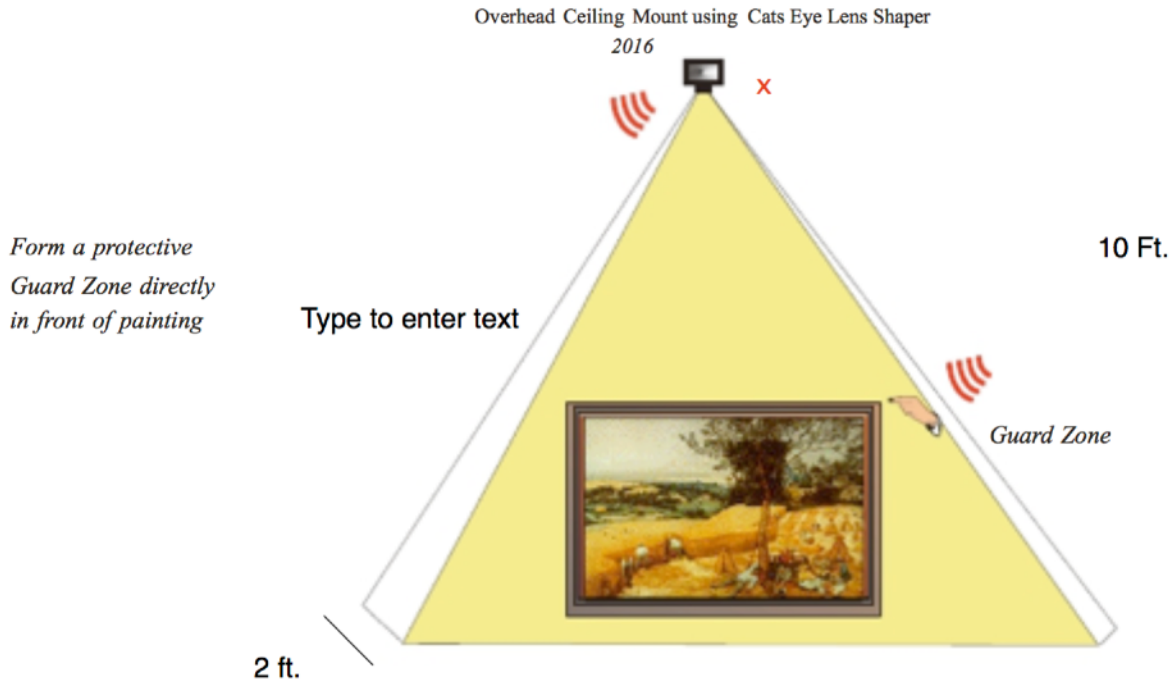 Overhead Ceiling Mount using Cats Eye Lens Shaper
2016
x
Form a protective
Guard Zone directly
in front of painting
10 Ft.
Type to enter text
Guard Zone
2 ft.